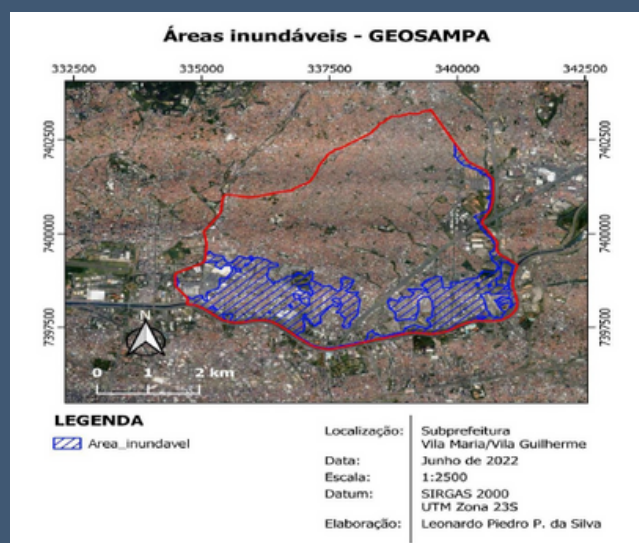 Áreas inundáveis - GEOSAMPA
332500 335000 337500 340000 342500
7402500 7402500
7400000 7400000
7397500 7397500
N
0 1 2 km
LEGENDA
Area_inundavel
Localização: Subprefeitura
Vila Maria/Vila Guilherme
Data: Junho de 2022
Escala: 1:2500
Datum: SIRGAS 2000
UTM Zona 23S
Elaboração: Leonardo Piedro P. da Silva